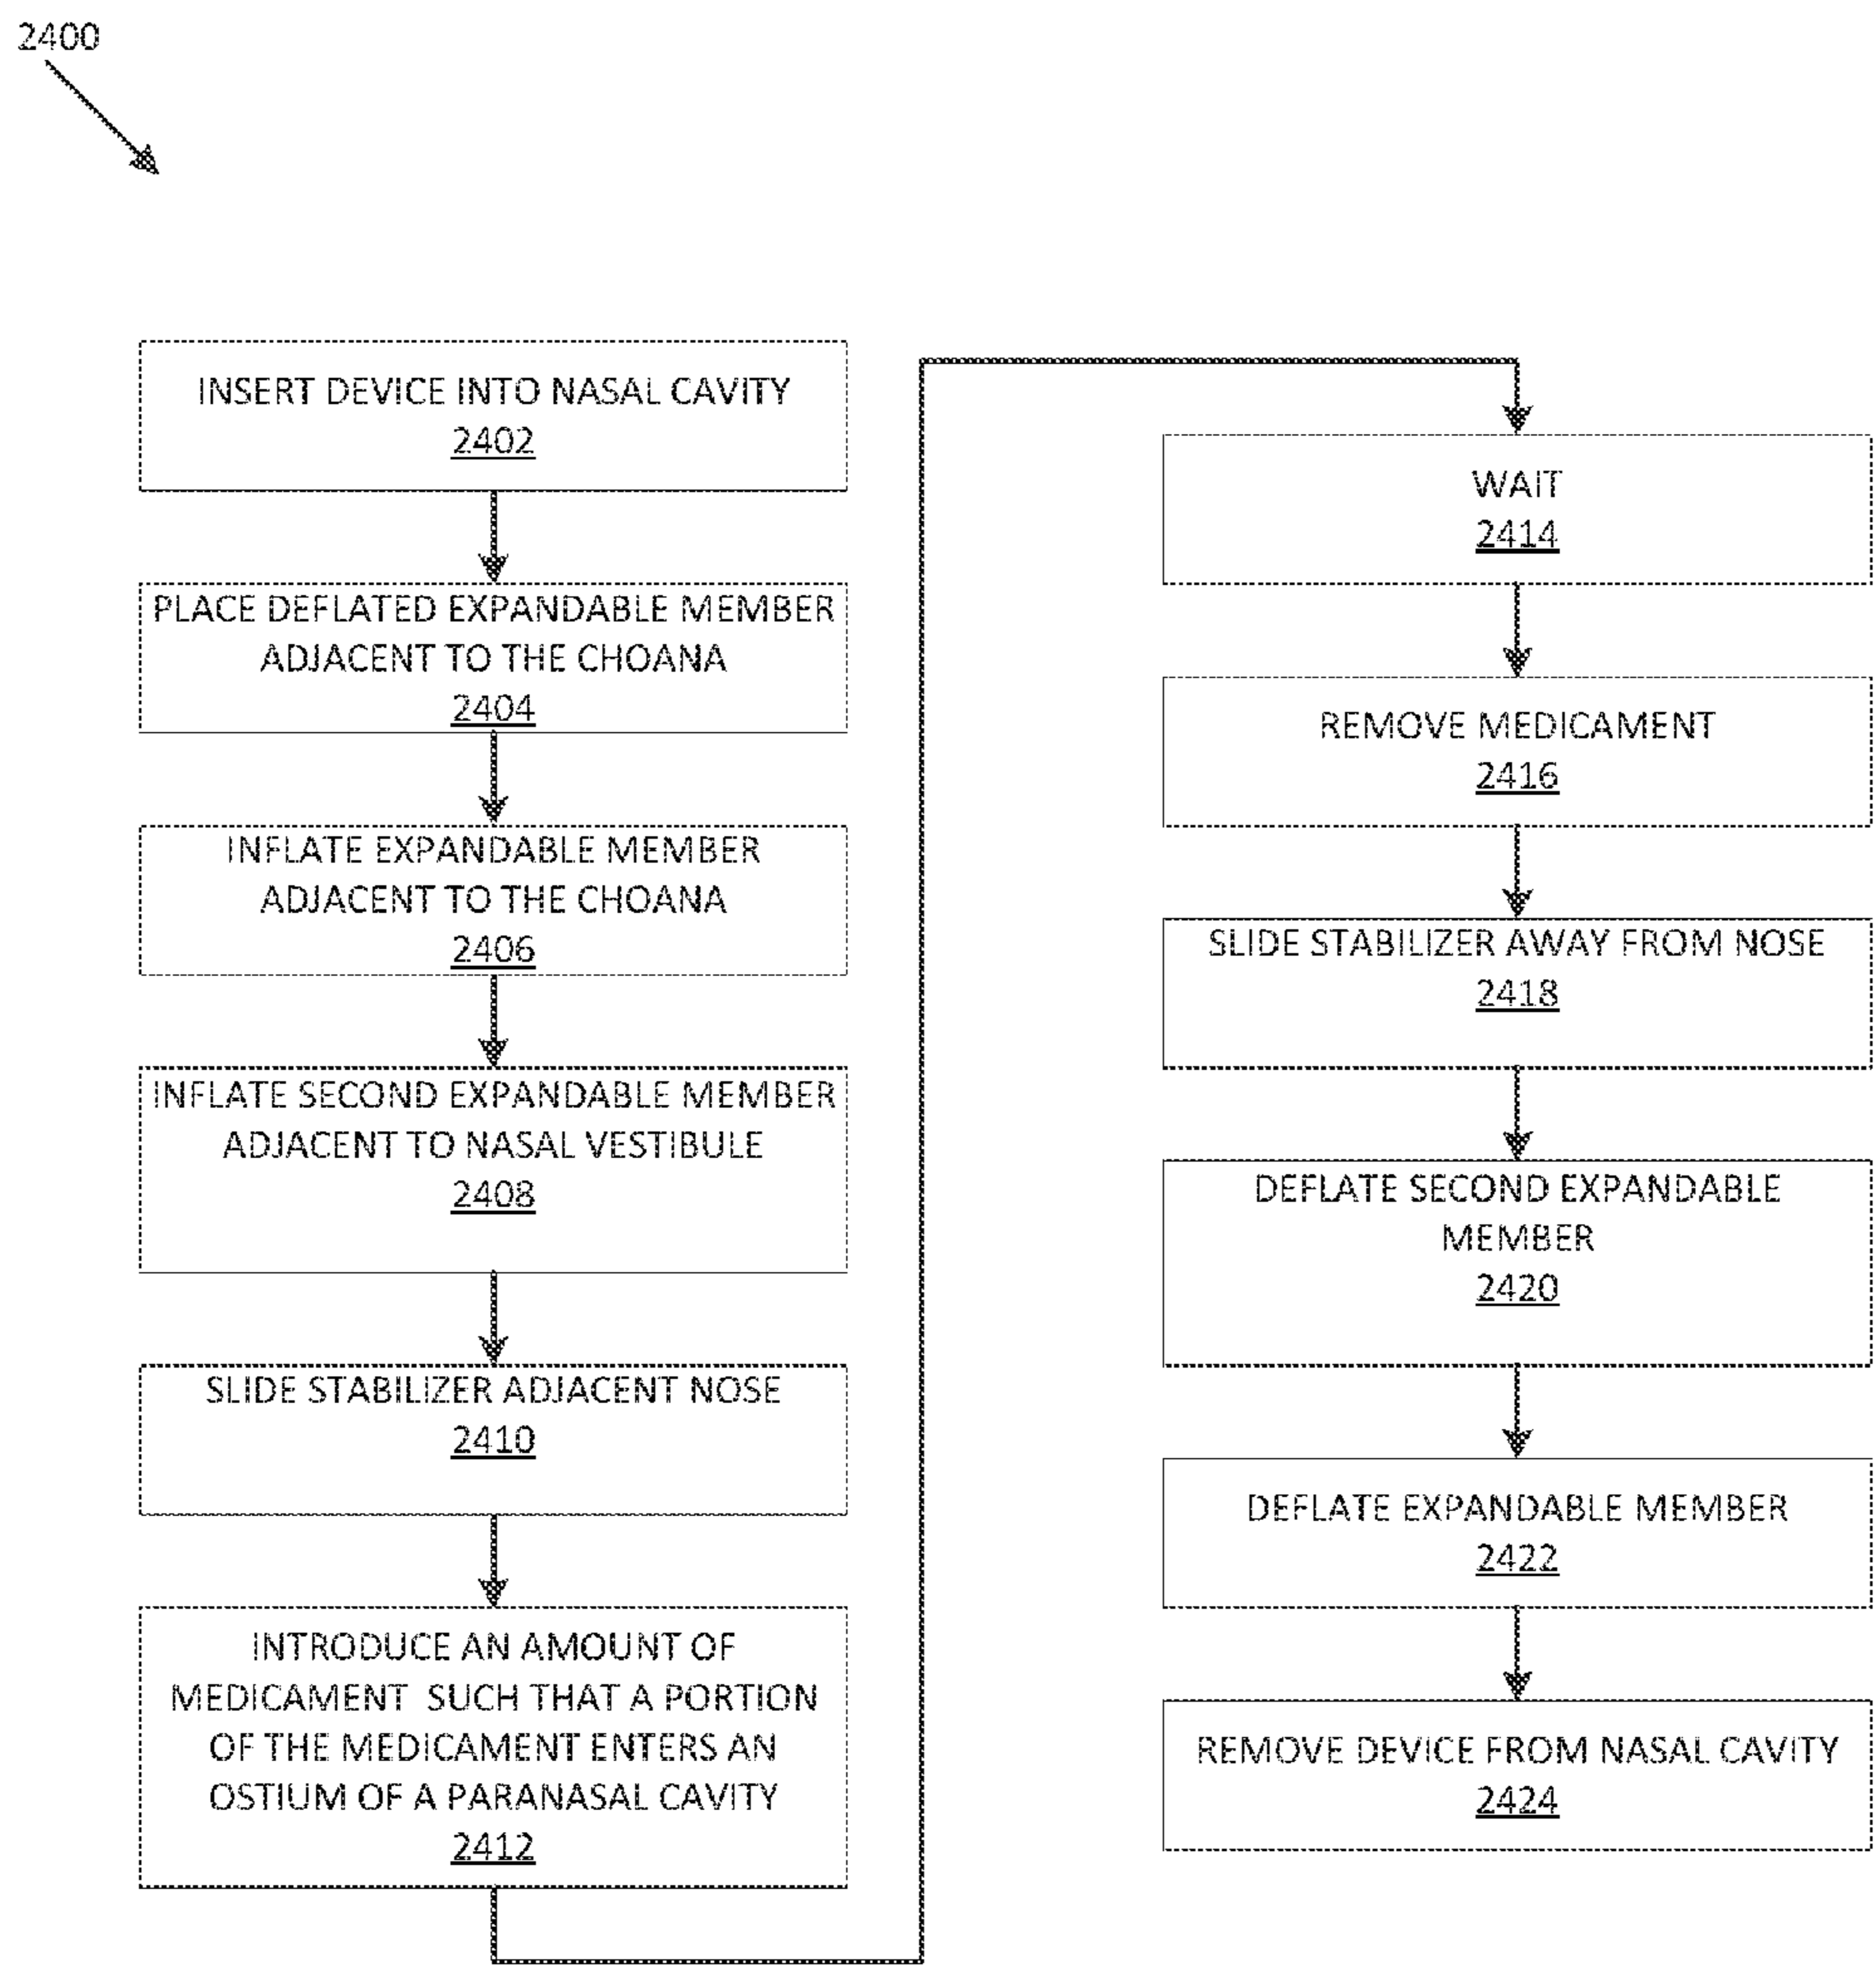 2400
INSERT DEVICE INTO NASAL CAVITY
2402
PLACE DEFLATED EXPANDABLE MEMBER
ADJACENT TO THE CHOANA
2404
INFLATE EXPANDABLE MEMBER
ADJACENT TO THE CHOANA
2406
INFLATE SECOND EXPANDABLE MEMBER
ADJACENT TO NASAL VESTIBULE
2408
SLIDE STABILIZER ADJACENT NOSE
2410
INTRODUCE AN AMOUNT OF
MEDICAMENT SUCH THAT A PORTION
OF THE MEDICAMENT ENTERS AN
OSTIUM OF A PARANASAL CAVITY
2412
WAIT
2414
REMOVE MEDICAMENT
2416
SLIDE STABILIZER AWAY FROM NOSE
2418
DEFLATE SECOND EXPANDABLE
MEMBER
2420
DEFLATE EXPANDABLE MEMBER
2422
REMOVE DEVICE FROM NASAL CAVITY
2424